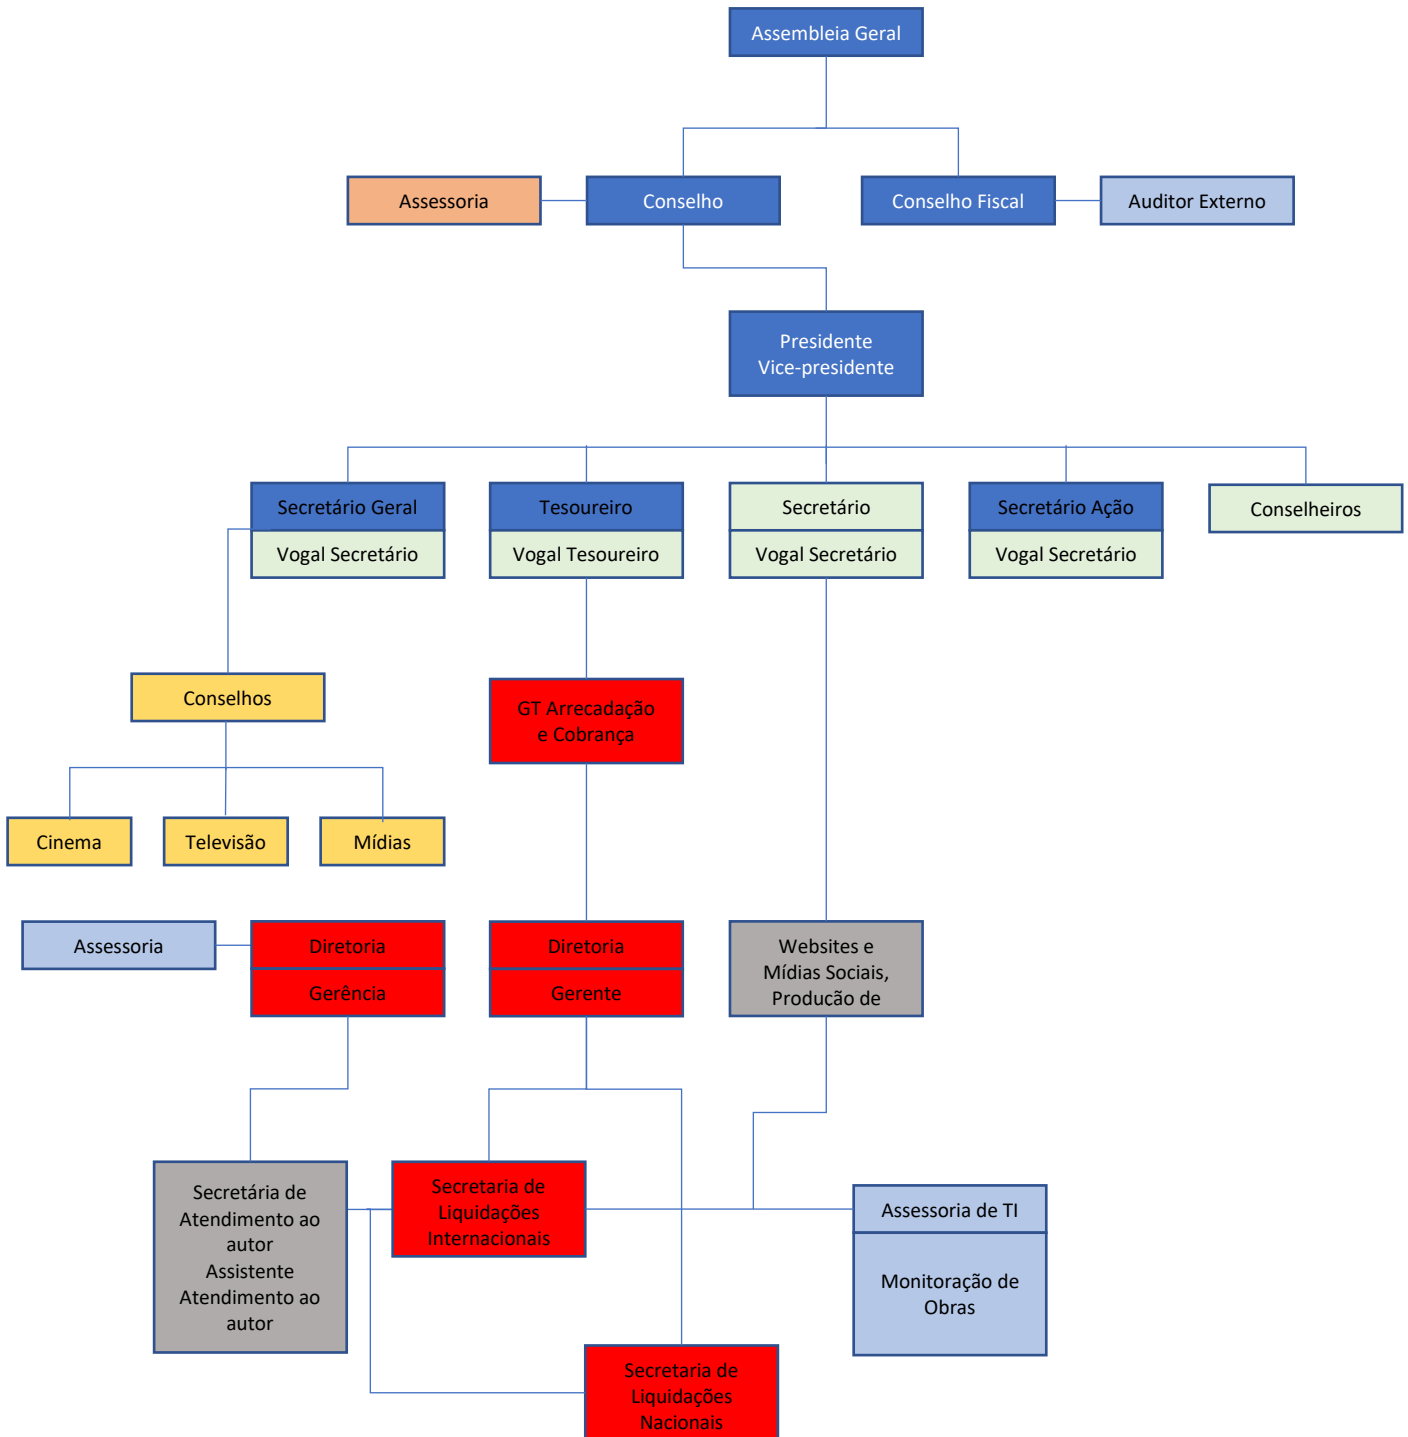 Assembleia Geral
Assessoria
Conselho
Conselho Fiscal
Auditor Externo
Presidente
Vice-presidente
Secretário Geral
Vogal Secretário
Tesoureiro
Vogal Tesoureiro
Secretário
Vogal Secretário
Secretário Ação
Vogal Secretário
Conselheiros
Conselhos
GT Arrecadação
e Cobrança
Cinema
Televisão
Mídias
Assessoria
Diretoria
Gerência
Diretoria
Gerente
Websites e
Mídias Sociais,
Produção de
Secretária de
Atendimento ao
autor
Assistente
Atendimento ao
autor
Secretaria de
Liquidações
Internacionais
Assessoria de TI
Monitoração de
Obras
Secretaria de
Liquidações
Nacionais